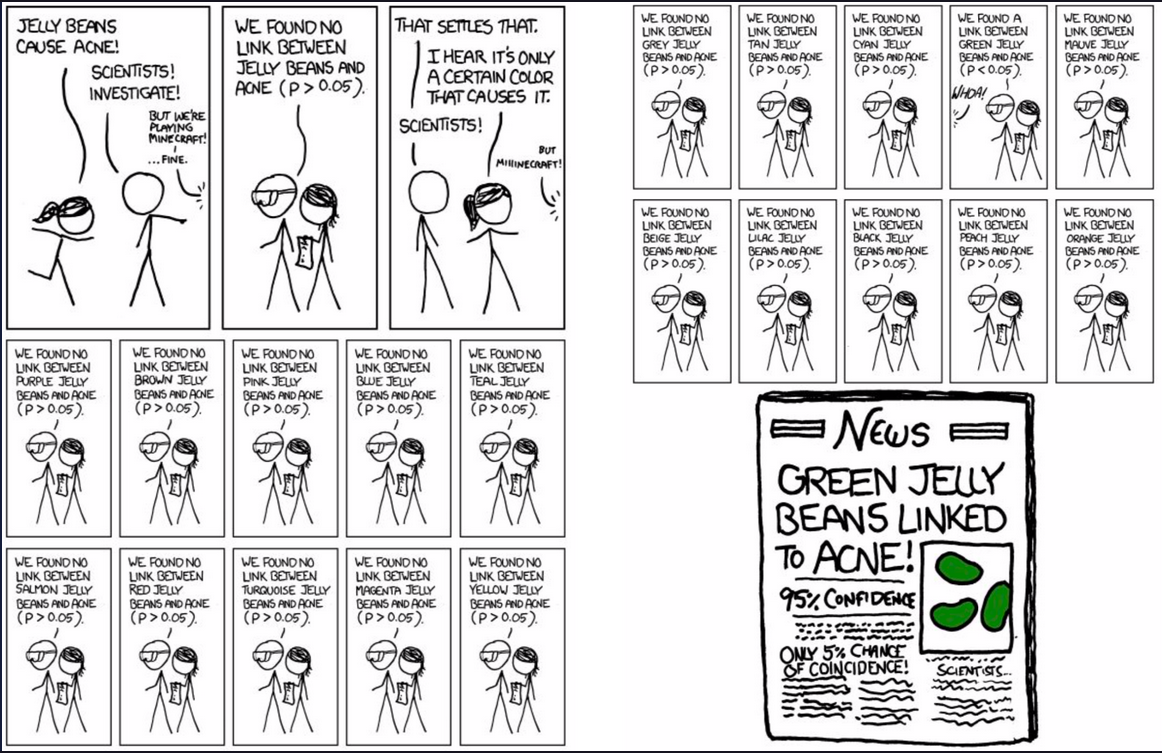 JELLY BEANS
CAUSE ACNE!
SCIENTISTS!
INVESTIGATE!
BUT WE'RE
PLAYING
MINECRAFT!
...FINE.
WE FOUND NO
LINK BETWEEN
JELLY BEANS AND
ACNE (P > 0.05).
THAT SETTLES THAT.
I HEAR IT'S ONLY
A CERTAIN COLOR
THAT CAUSES IT.
SCIENTISTS!
BUT
MIIIINECRAFT!
WE FOUND NO
LINK BETWEEN
PURPLE JELLY
BEANS AND ACNE
(P > 0.05).
WE FOUND NO
LINK BETWEEN
BROWN JELLY
BEANS AND ACNE
(P > 0.05).
WE FOUND NO
LINK BETWEEN
PINK JELLY
BEANS AND ACNE
(P > 0.05).
WE FOUND NO
LINK BETWEEN
BLUE JELLY
BEANS AND ACNE
(P > 0.05).
WE FOUND NO
LINK BETWEEN
TEAL JELLY
BEANS AND ACNE
(P > 0.05).
WE FOUND NO
LINK BETWEEN
SALMON JELLY
BEANS AND ACNE
(P > 0.05).
WE FOUND NO
LINK BETWEEN
RED JELLY
BEANS AND ACNE
(P > 0.05).
WE FOUND NO
LINK BETWEEN
TURQUOISE JELLY
BEANS AND ACNE
(P > 0.05).
WE FOUND NO
LINK BETWEEN
MAGENTA JELLY
BEANS AND ACNE
(P > 0.05).
WE FOUND NO
LINK BETWEEN
YELLOW JELLY
BEANS AND ACNE
(P > 0.05).
WE FOUND NO
LINK BETWEEN
GREY JELLY
BEANS AND ACNE
(P > 0.05).
WE FOUND NO
LINK BETWEEN
TAN JELLY
BEANS AND ACNE
(P > 0.05).
WE FOUND NO
LINK BETWEEN
CYAN JELLY
BEANS AND ACNE
(P > 0.05).
WE FOUND A
LINK BETWEEN
GREEN JELLY
BEANS AND ACNE
(P < 0.05).
WHOA!
WE FOUND NO
LINK BETWEEN
MAUVE JELLY
BEANS AND ACNE
(P > 0.05).
WE FOUND NO
LINK BETWEEN
BEIGE JELLY
BEANS AND ACNE
(P > 0.05).
WE FOUND NO
LINK BETWEEN
LILAC JELLY
BEANS AND ACNE
(P > 0.05).
WE FOUND NO
LINK BETWEEN
BLACK JELLY
BEANS AND ACNE
(P > 0.05).
WE FOUND NO
LINK BETWEEN
PEACH JELLY
BEANS AND ACNE
(P > 0.05).
WE FOUND NO
LINK BETWEEN
ORANGE JELLY
BEANS AND ACNE
(P > 0.05).
NEWS
GREEN JELLY
BEANS LINKED
TO ACNE!
95% CONFIDENCE
ONLY 5% CHANCE
OF COINCIDENCE!
SCIENTISTS...